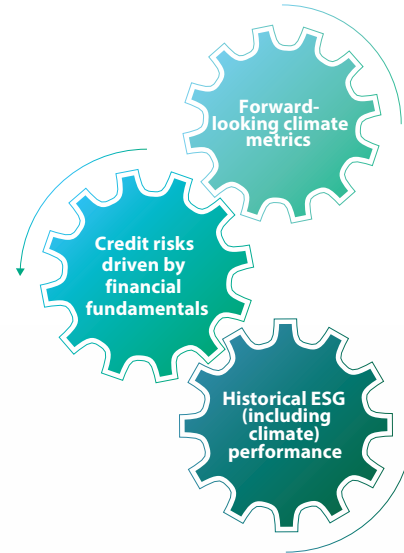 Forward-
looking climate
metrics
Credit risks
driven by
financial
fundamentals
Historical ESG
(including
climate)
performance